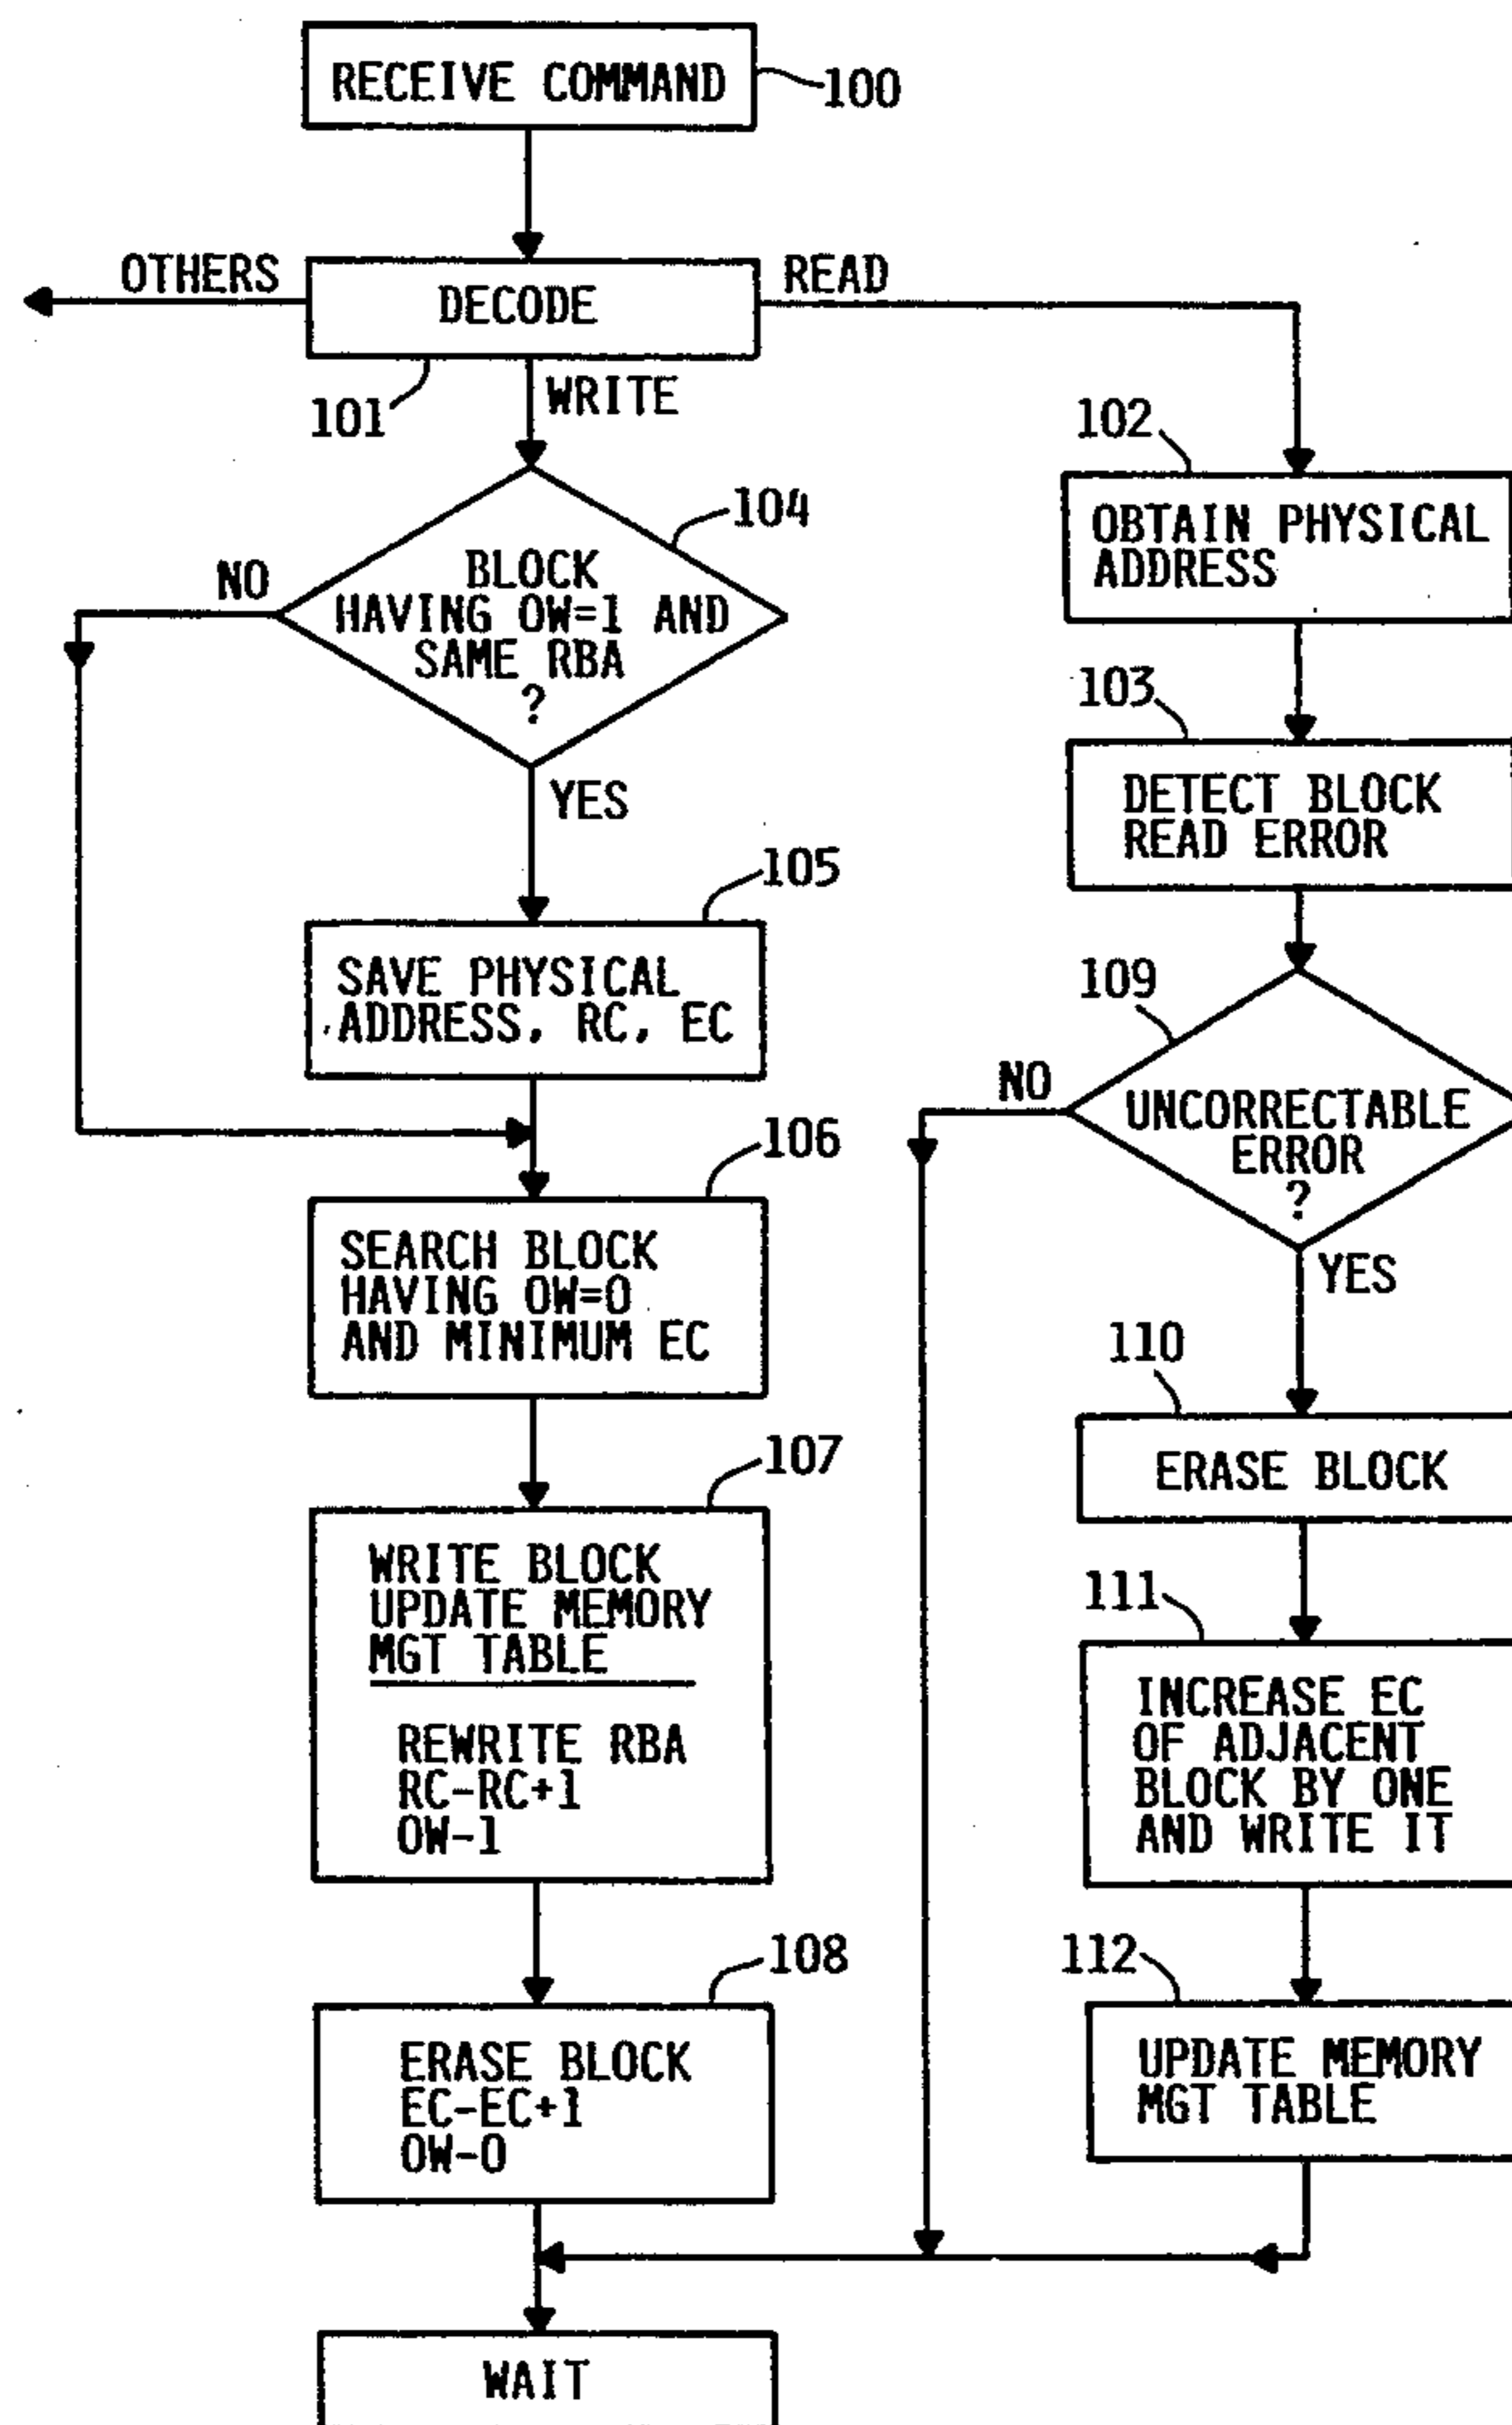 RECEIVE COMMAND
100
OTHERS
DECODE
READ
101
WRITE
104
BLOCK
HAVING OW=1 AND
SAME RBA
?
NO
YES
105
SAVE PHYSICAL
ADDRESS, RC, EC
106
SEARCH BLOCK
HAVING OW=0
AND MINIMUM EC
107
WRITE BLOCK
UPDATE MEMORY
MGT TABLE
REWRITE RBA
RC-RC+1
OW-1
108
ERASE BLOCK
EC-EC+1
OW-0
WAIT
102
OBTAIN PHYSICAL
ADDRESS
103
DETECT BLOCK
READ ERROR
109
NO
UNCORRECTABLE
ERROR
?
YES
110
ERASE BLOCK
111
INCREASE EC
OF ADJACENT
BLOCK BY ONE
AND WRITE IT
112
UPDATE MEMORY
MGT TABLE